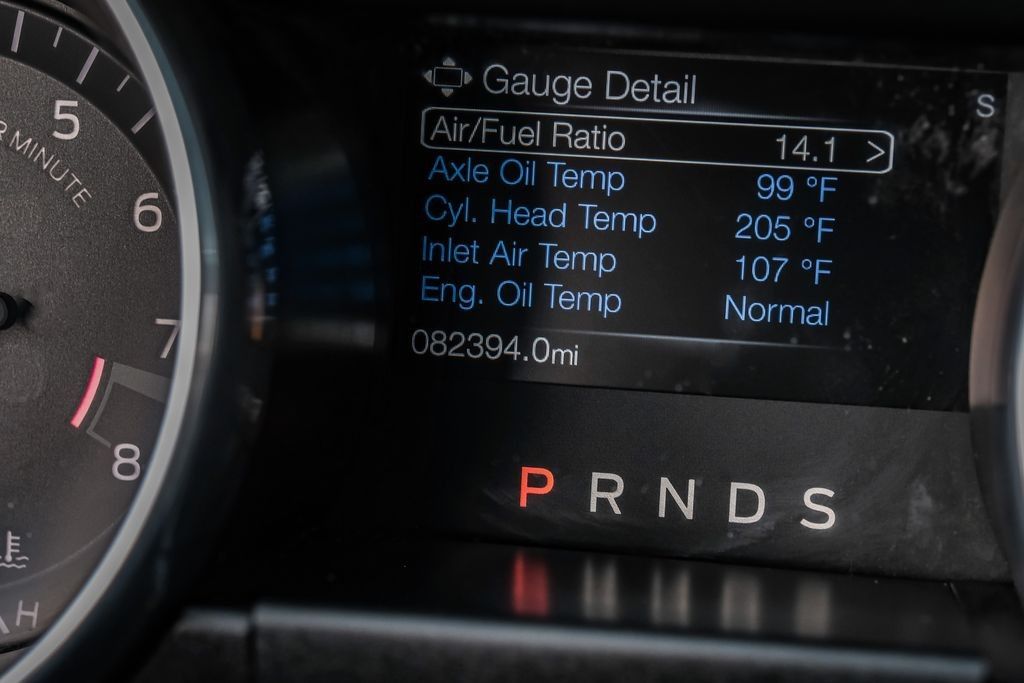 5
R MINUTE
6
7
8
H
Gauge Detail
S
Air/Fuel Ratio 14.1 >
Axle Oil Temp 99 °F
Cyl. Head Temp 205 °F
Inlet Air Temp 107 °F
Eng. Oil Temp Normal
082394.0mi
P R N D S